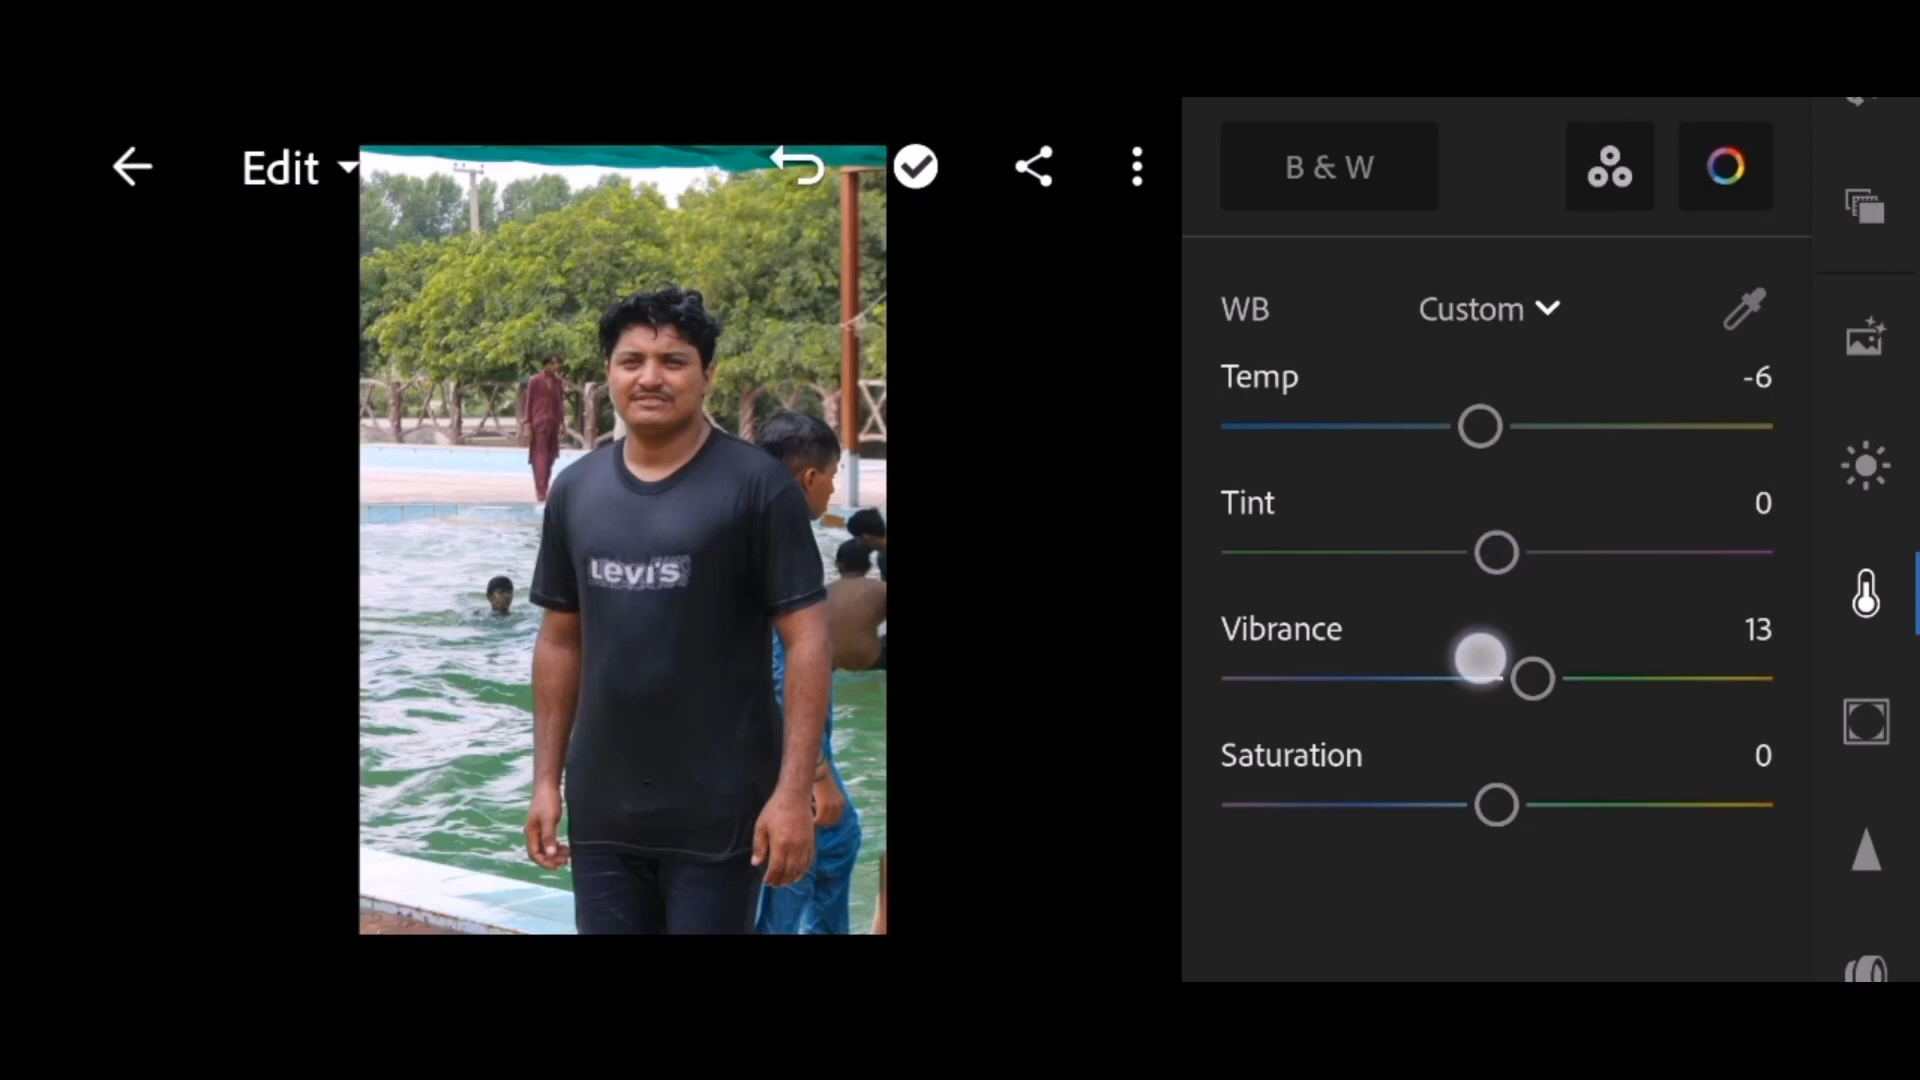 Edit
B & W
WB Custom
Temp -6
Tint 0
Vibrance 13
Saturation 0
Levi's